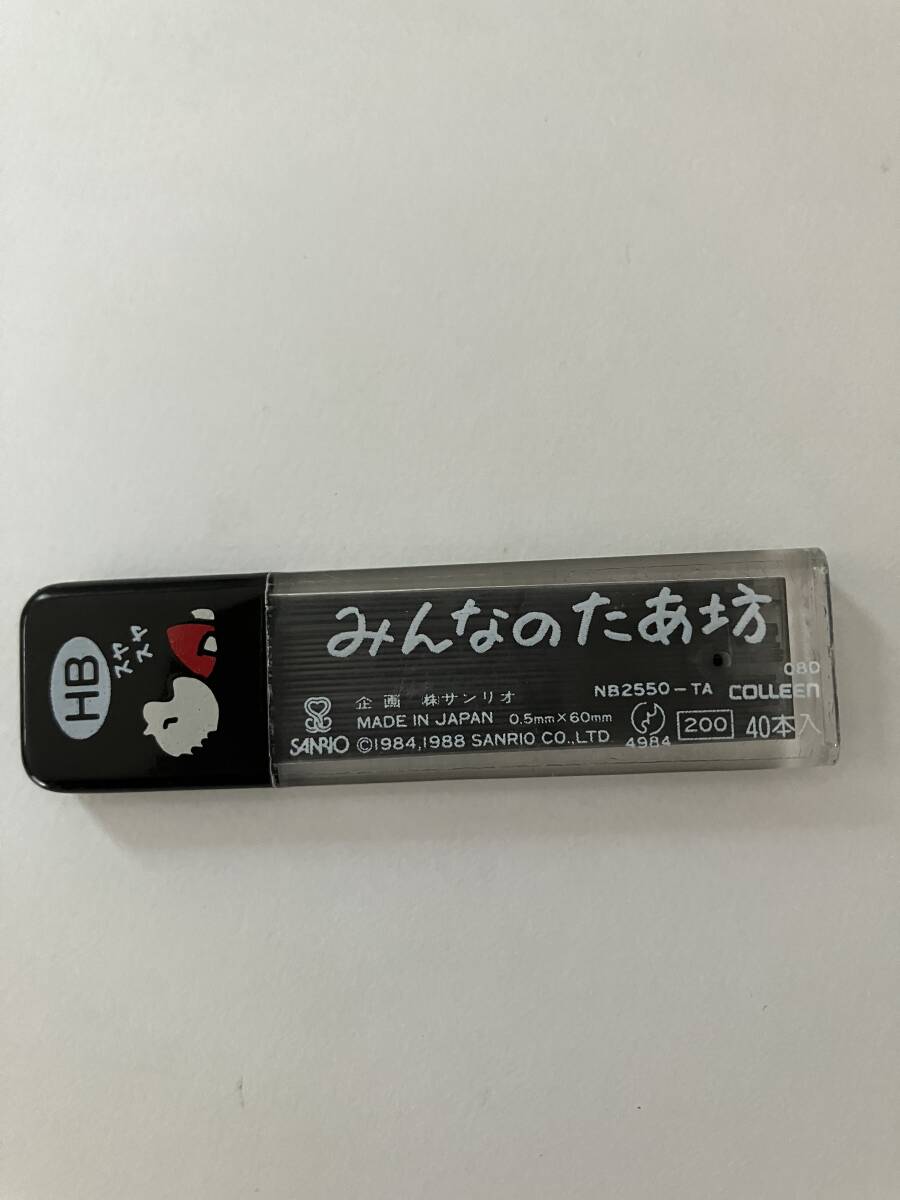 HB
スヤスヤ
みんなのたあ坊
NB2550-TA
08D
COLLEEN
企画 ㈱サンリオ
MADE IN JAPAN 0.5mm×60mm
SANRIO ©1984,1988 SANRIO CO.,LTD
4984
200
40本入